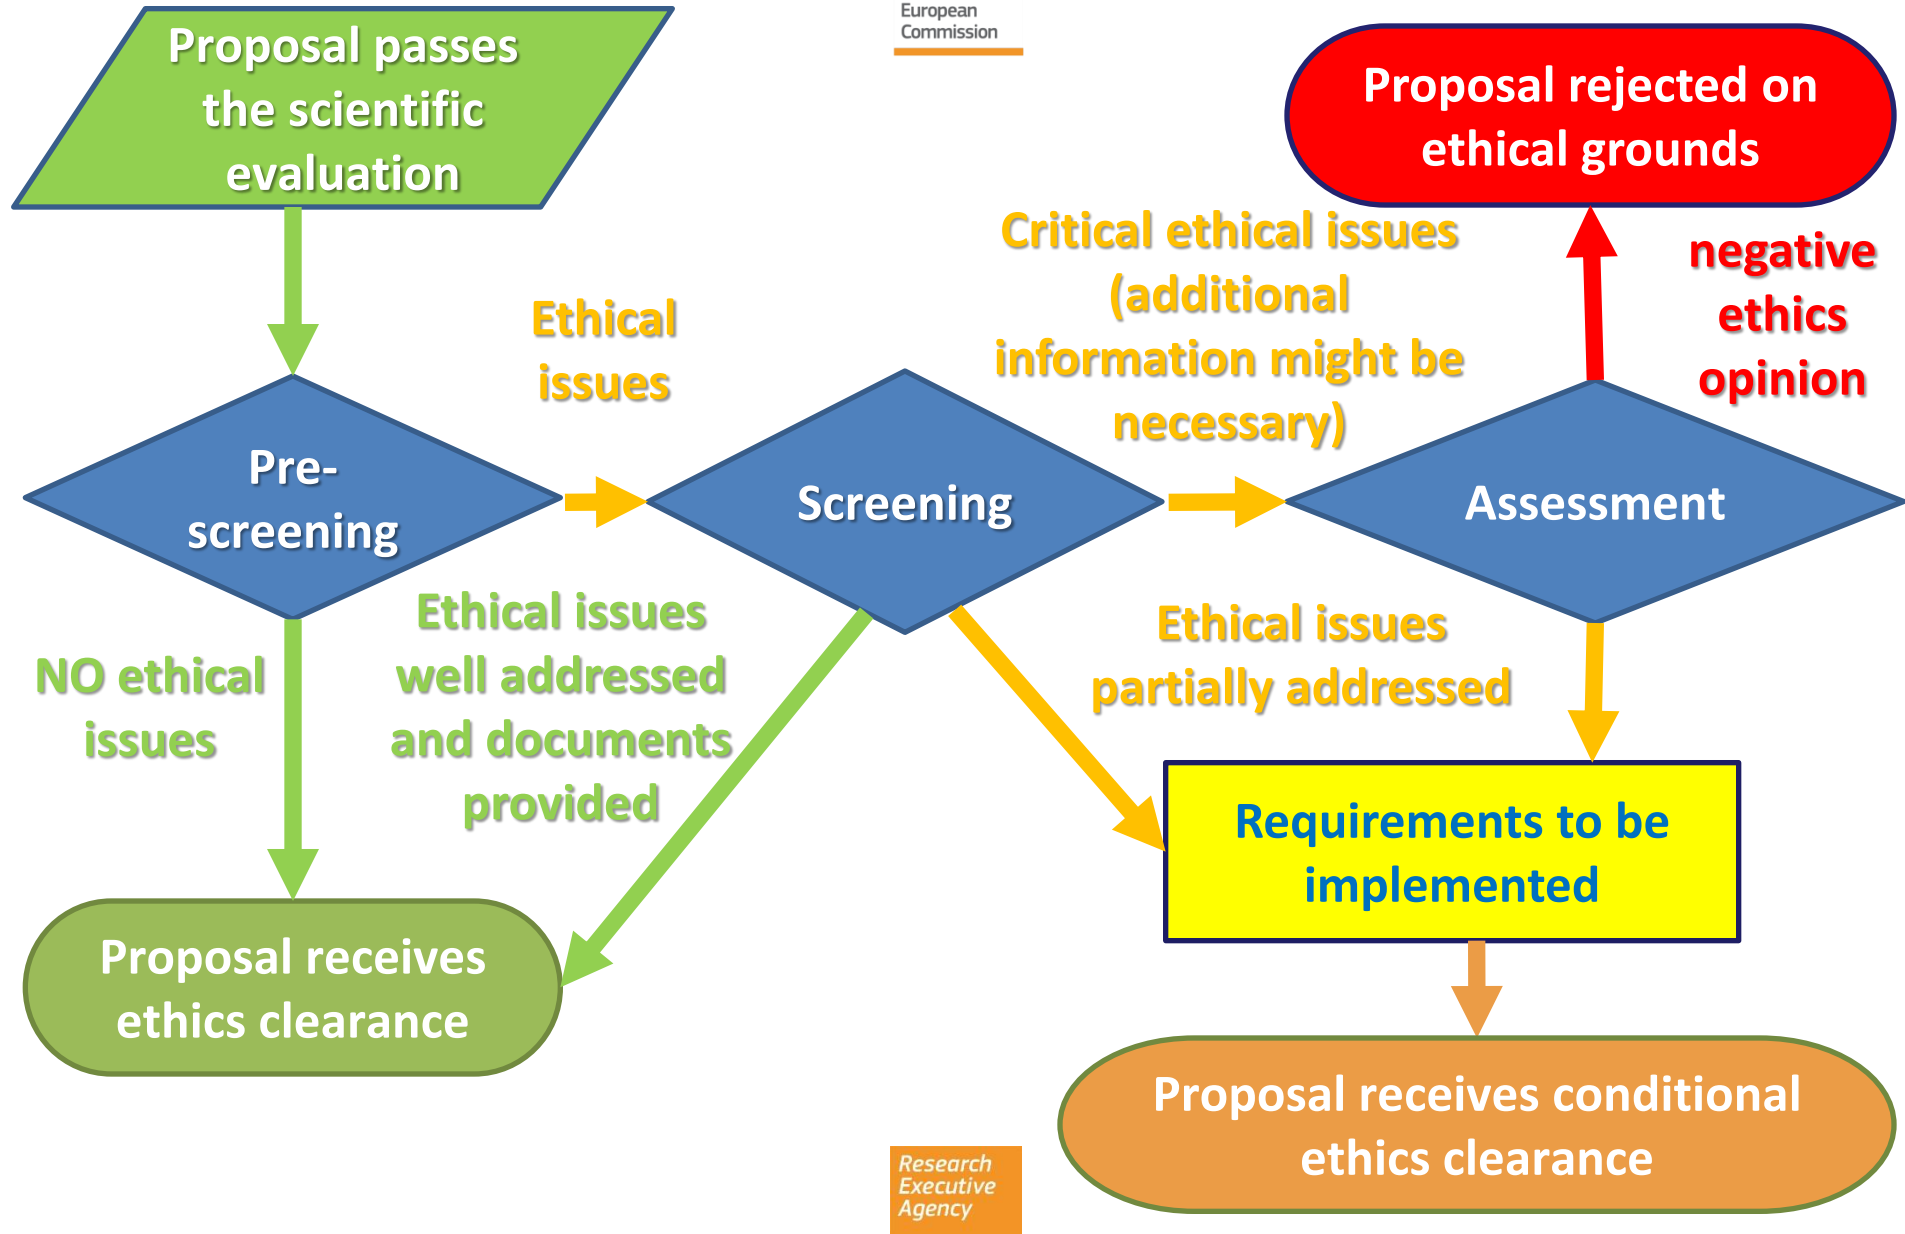 European
Commission
Proposal passes
the scientific
evaluation
Proposal rejected on
ethical grounds
Critical ethical issues
(additional
information might be
necessary)
negative
ethics
opinion
Ethical
issues
Pre-
screening
Screening
Assessment
NO ethical
issues
Ethical issues
well addressed
and documents
provided
Ethical issues
partially addressed
Requirements to be
implemented
Proposal receives
ethics clearance
Proposal receives conditional
ethics clearance
Research
Executive
Agency